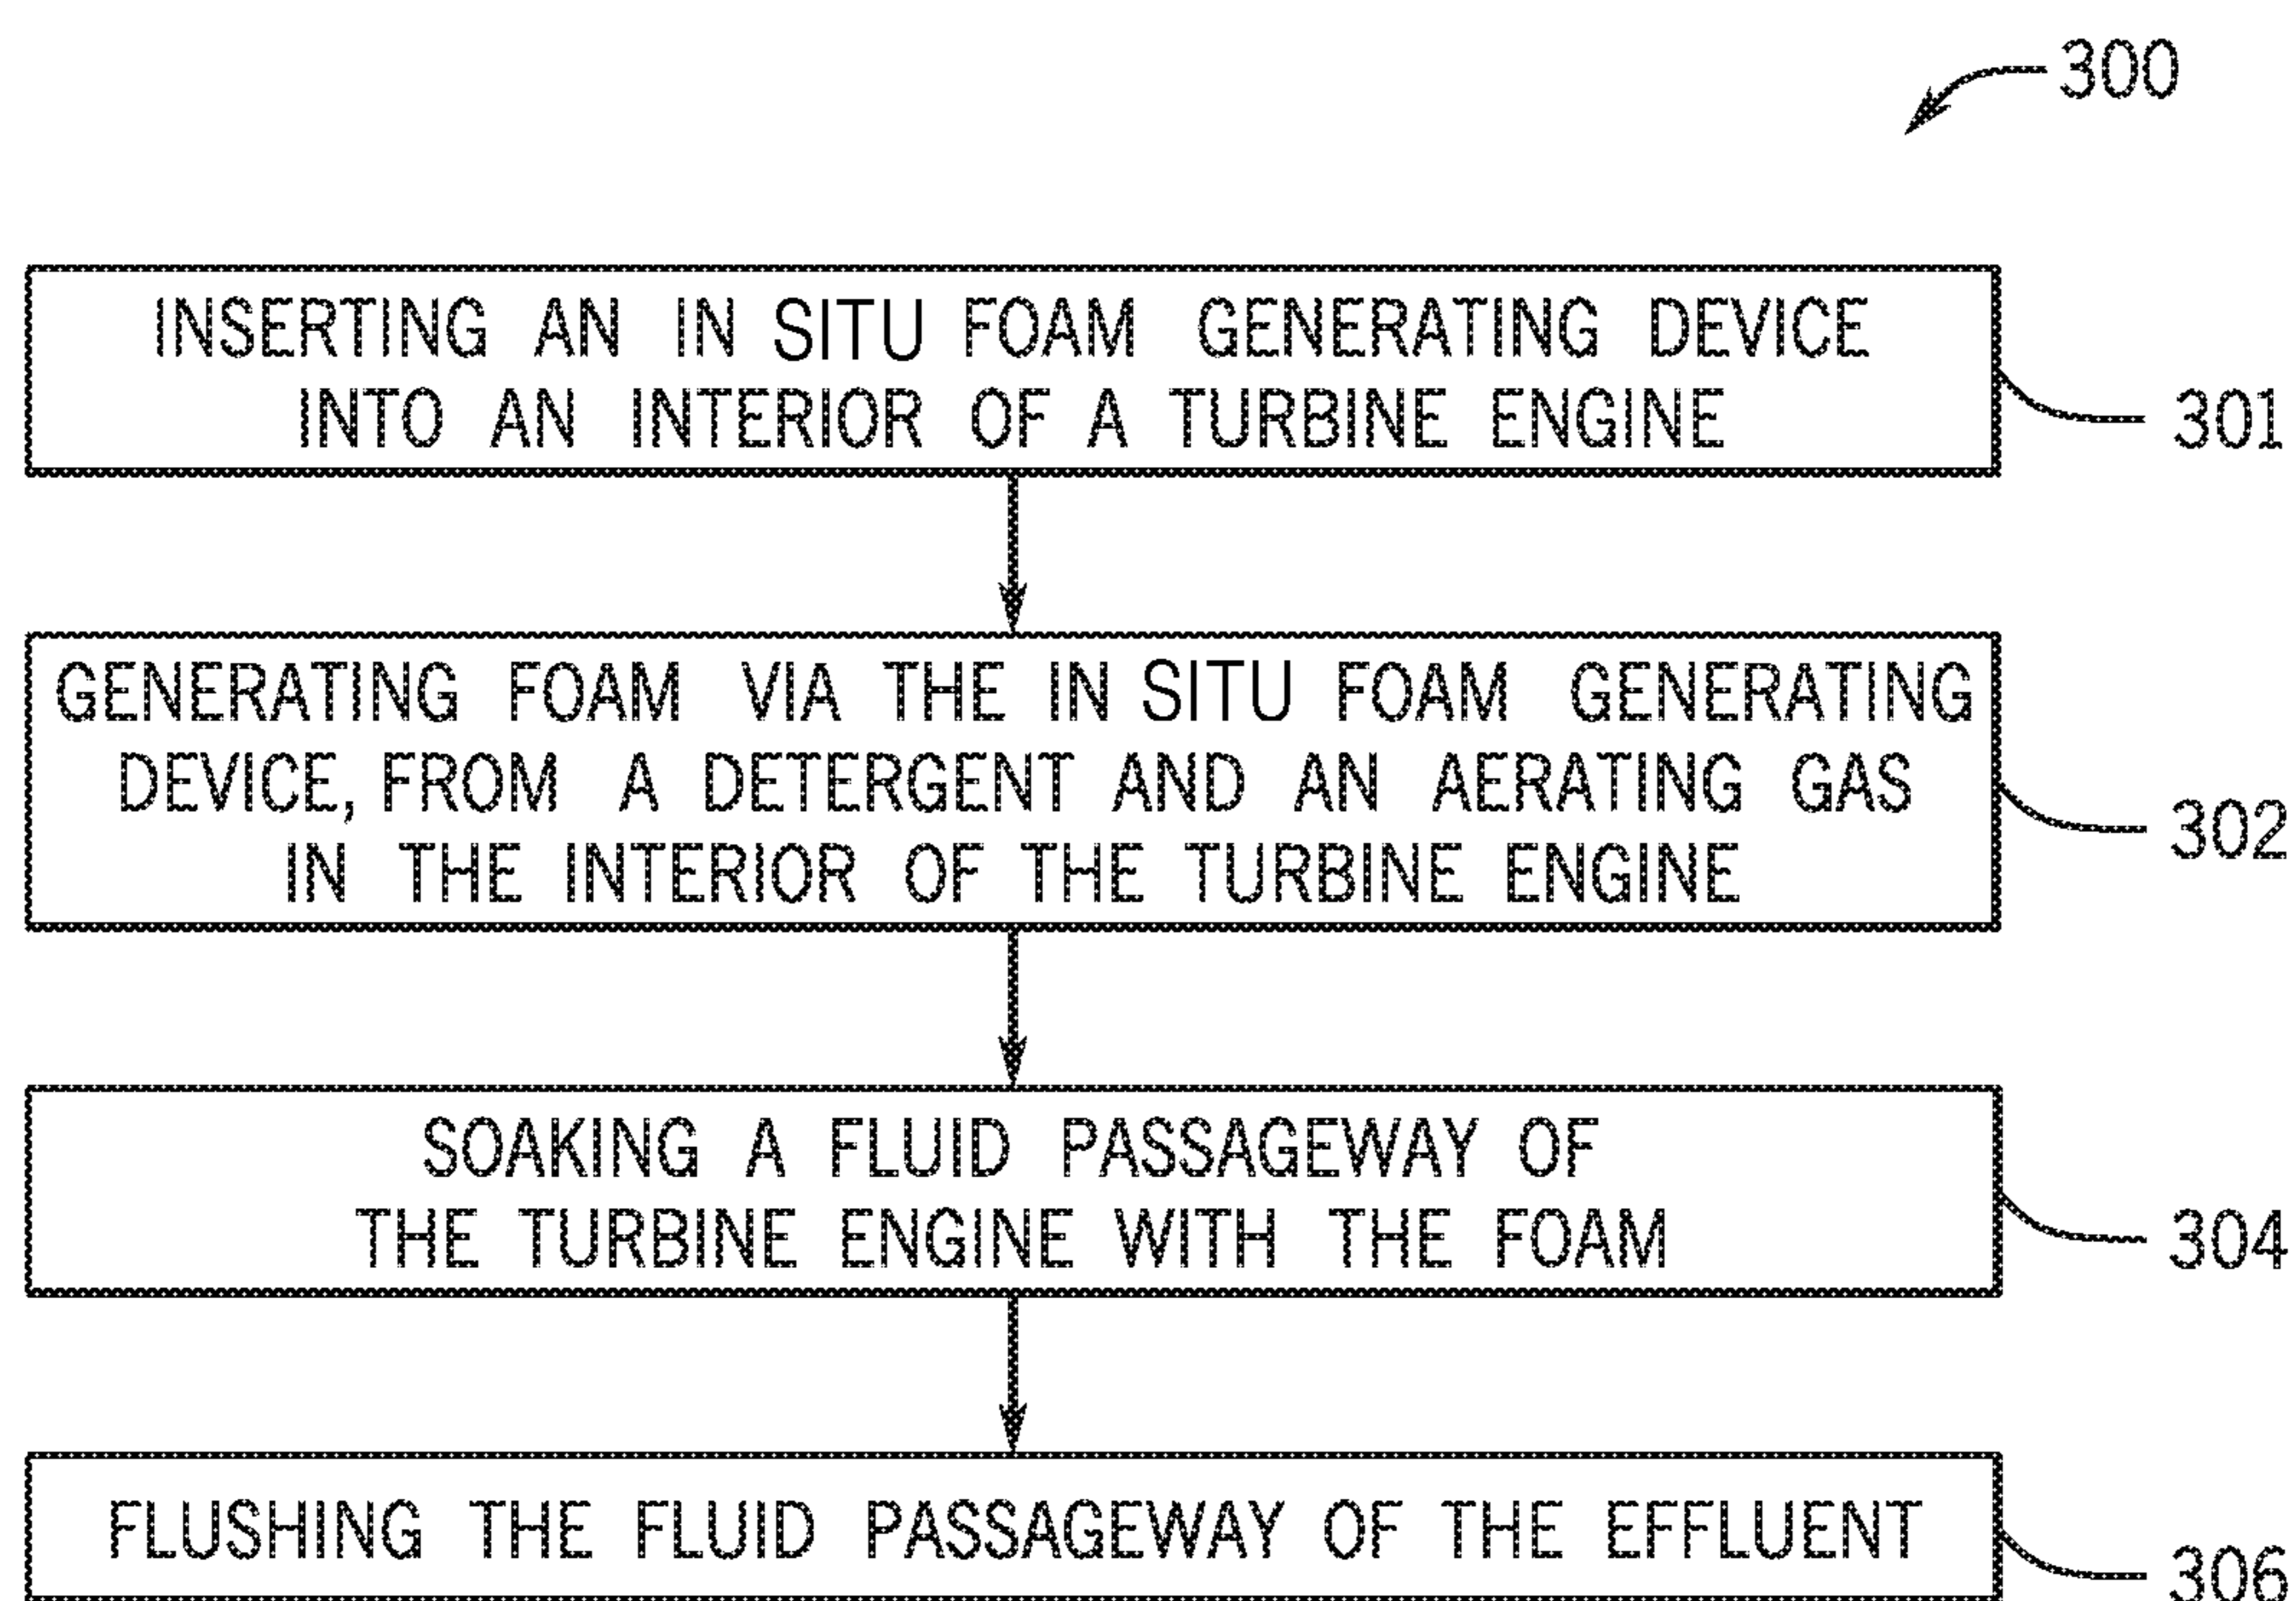 300
INSERTING AN IN SITU FOAM GENERATING DEVICE
INTO AN INTERIOR OF A TURBINE ENGINE
301
GENERATING FOAM VIA THE IN SITU FOAM GENERATING
DEVICE, FROM A DETERGENT AND AN AERATING GAS
IN THE INTERIOR OF THE TURBINE ENGINE
302
SOAKING A FLUID PASSAGEWAY OF
THE TURBINE ENGINE WITH THE FOAM
304
FLUSHING THE FLUID PASSAGEWAY OF THE EFFLUENT
306